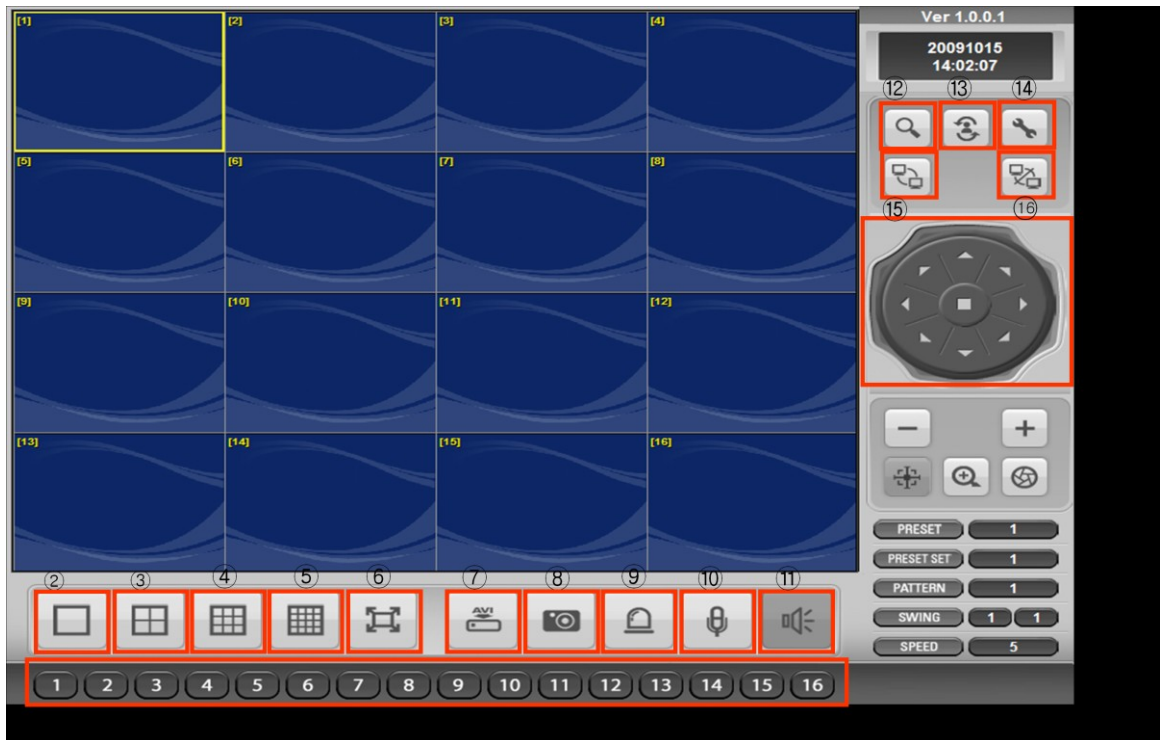 [1] [2] [3] [4]
Ver 1.0.0.1
20091015
14:02:07
⑫ ⑬ ⑭
[5] [6] [7] [8]
⑮ ⑯
[9] [10] [11] [12]
[13] [14] [15] [16]
PRESET 1
PRESET SET 1
PATTERN 1
SWING 1 1
SPEED 5
② ③ ④ ⑤ ⑥ ⑦ ⑧ ⑨ ⑩ ⑪
AVI
1 2 3 4 5 6 7 8 9 10 11 12 13 14 15 16